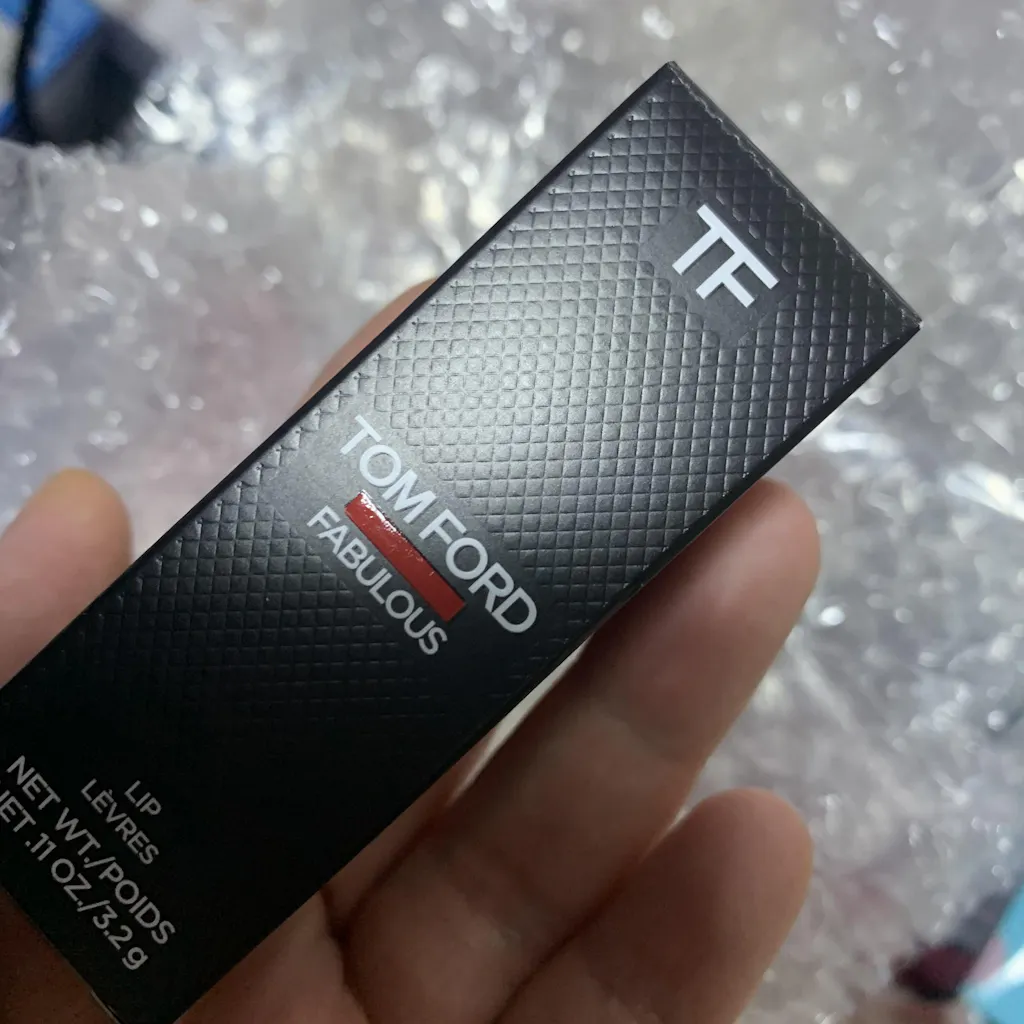 TF
TOM FORD
FABULOUS
LIP
LÈVRES
NET WT./POIDS
NET .11 OZ./3.2 g